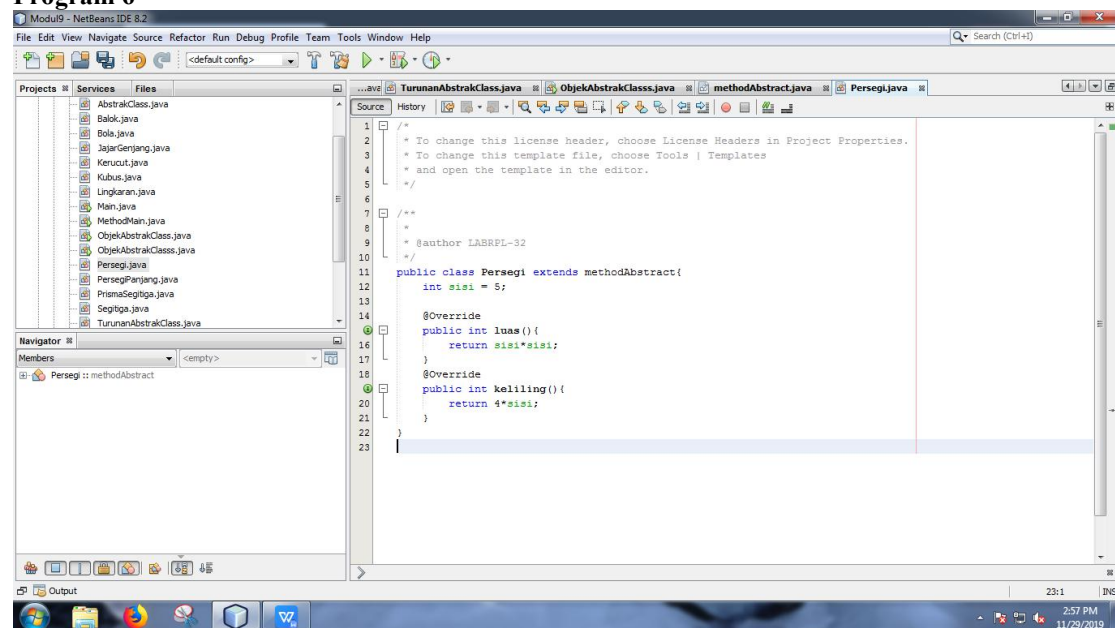 Program 6
Modul9 - NetBeans IDE 8.2
File Edit View Navigate Source Refactor Run Debug Profile Team Tools Window Help
Search (Ctrl+I)
<default config>
Projects
Services
Files
AbstrakClass.java
Balok.java
Bola.java
JajarGenjang.java
Kerucut.java
Kubus.java
Lingkaran.java
Main.java
MethodMain.java
ObjekAbstrakClass.java
ObjekAbstrakClasss.java
Persegi.java
PersegiPanjang.java
PrismaSegitiga.java
Segitiga.java
TurunanAbstrakClass.java
Navigator
Members
<empty>
Persegi :: methodAbstract
...ava
TurunanAbstrakClass.java
ObjekAbstrakClasss.java
methodAbstract.java
Persegi.java
Source
History
1 /*
2 * To change this license header, choose License Headers in Project Properties.
3 * To change this template file, choose Tools | Templates
4 * and open the template in the editor.
5 */
6
7 /**
8 *
9 * @author LABRPL-32
10 */
11 public class Persegi extends methodAbstract{
12 int sisi = 5;
13
14 @Override
public int luas(){
16 return sisi*sisi;
17 }
18 @Override
public int keliling(){
20 return 4*sisi;
21 }
22 }
23
Output
23:1
INS
2:57 PM
11/29/2019